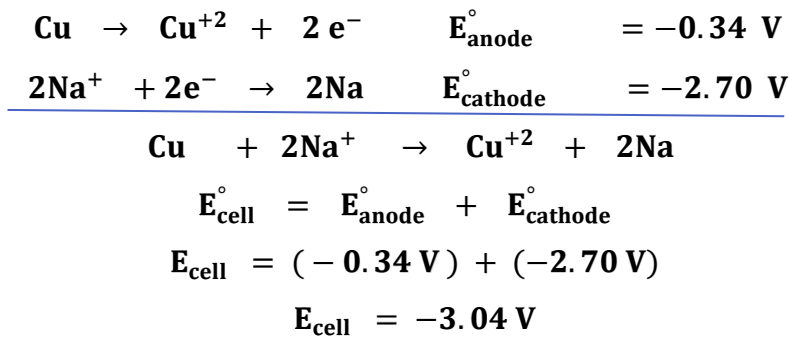 Cu → Cu⁺² + 2 e⁻ E°anode = −0.34 V
2Na⁺ + 2e⁻ → 2Na E°cathode = −2.70 V
Cu + 2Na⁺ → Cu⁺² + 2Na
E°cell = E°anode + E°cathode
Ecell = ( − 0.34 V ) + (−2.70 V)
Ecell = −3.04 V